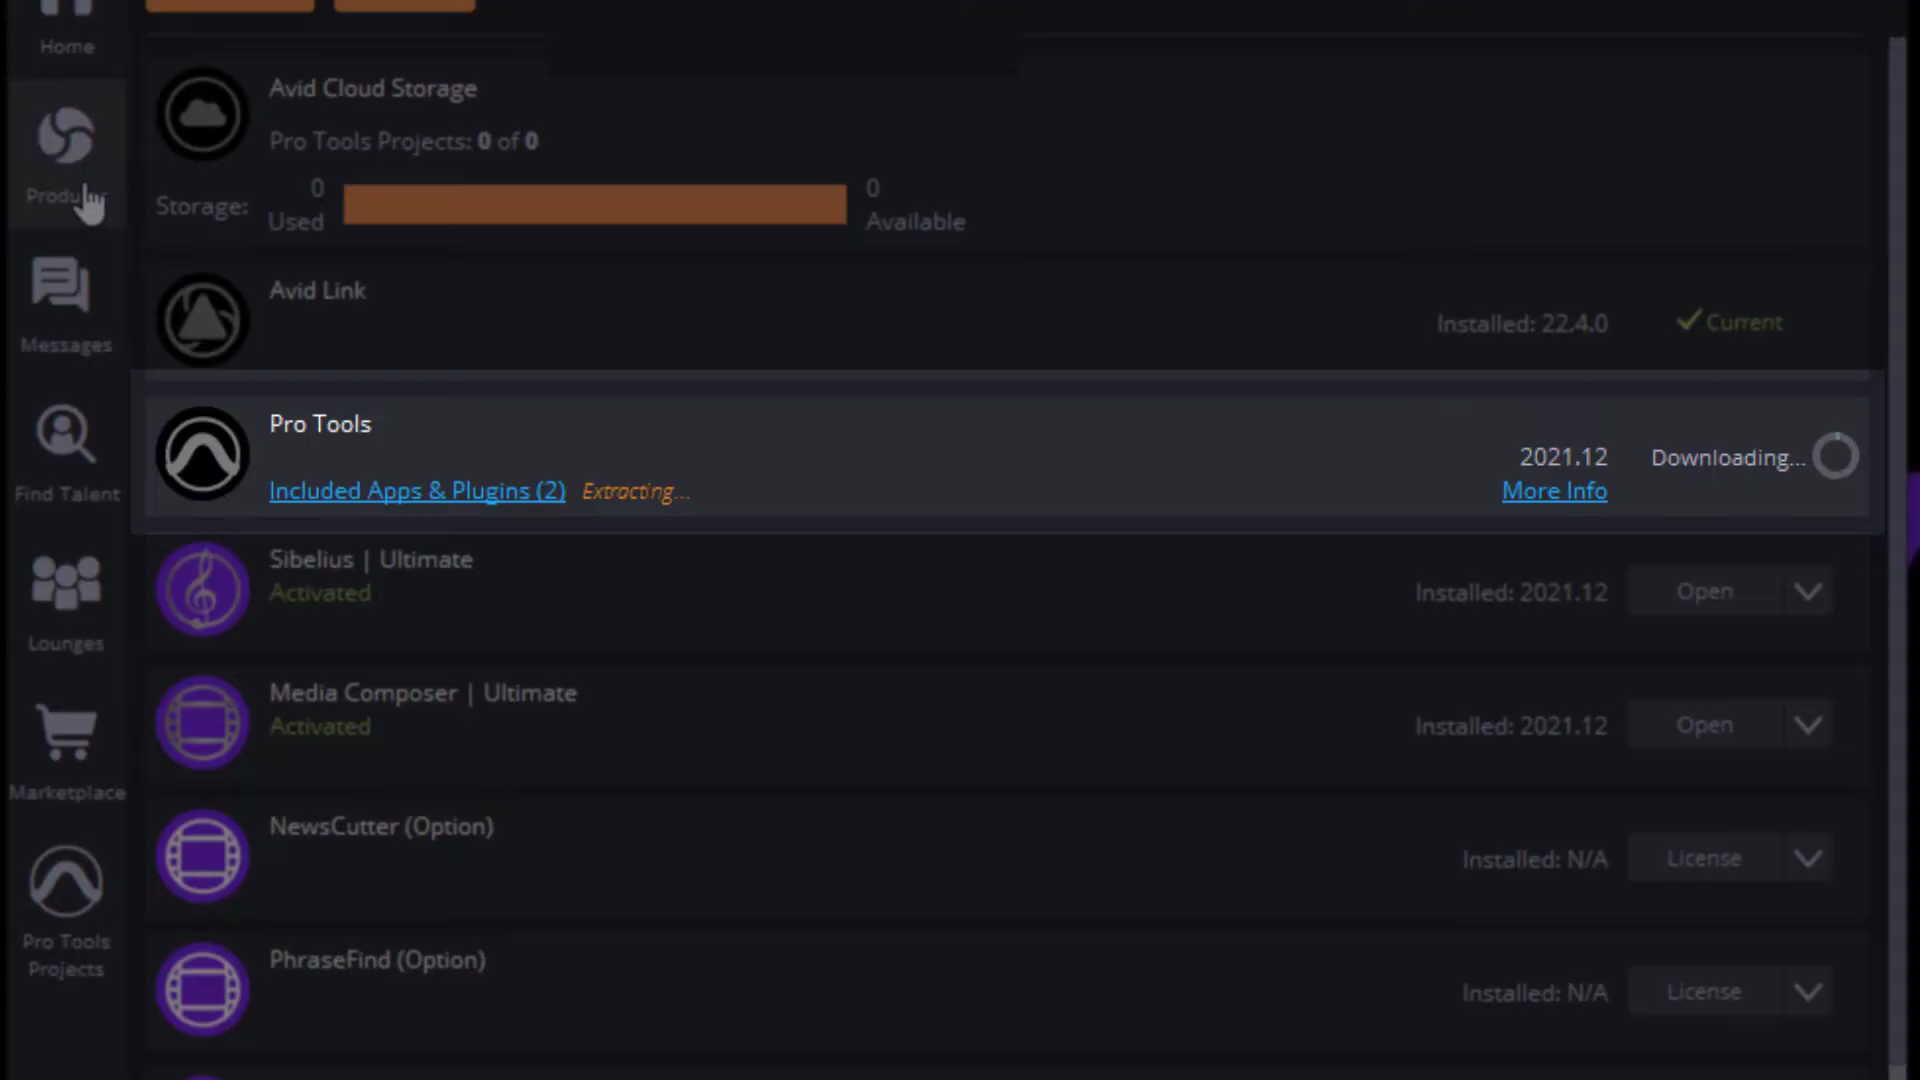 Home
Messages
Find Talent
Lounges
Marketplace
Pro Tools
Projects
Avid Cloud Storage
Pro Tools Projects: 0 of 0
Storage:
0
Used
0
Available
Avid Link
Installed: 22.4.0
Current
Pro Tools
Included Apps & Plugins (2)
Extracting...
2021.12
More Info
Downloading...
Sibelius | Ultimate
Activated
Installed: 2021.12
Open
Media Composer | Ultimate
Activated
Installed: 2021.12
Open
NewsCutter (Option)
Installed: N/A
License
PhraseFind (Option)
Installed: N/A
License